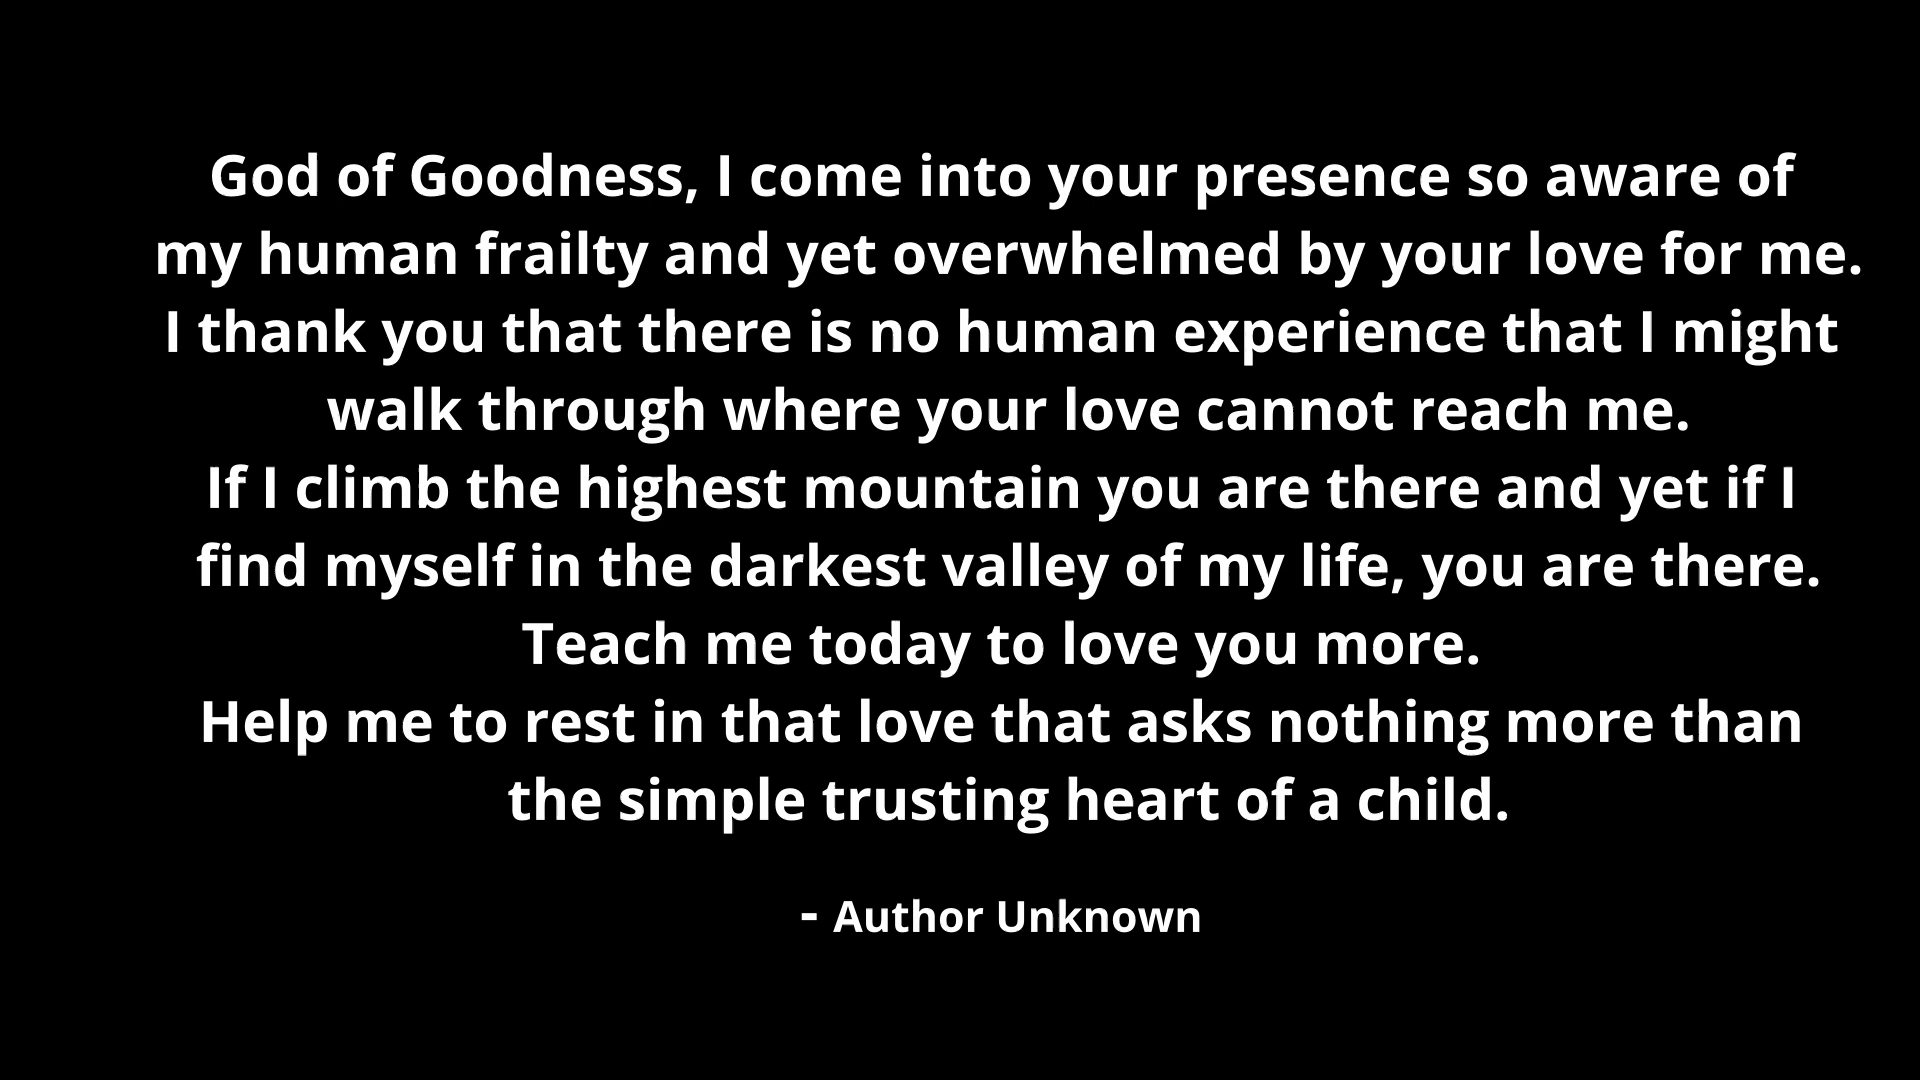 God of Goodness, I come into your presence so aware of
my human frailty and yet overwhelmed by your love for me.
I thank you that there is no human experience that I might
walk through where your love cannot reach me.
If I climb the highest mountain you are there and yet if I
find myself in the darkest valley of my life, you are there.
Teach me today to love you more.
Help me to rest in that love that asks nothing more than
the simple trusting heart of a child.
- Author Unknown